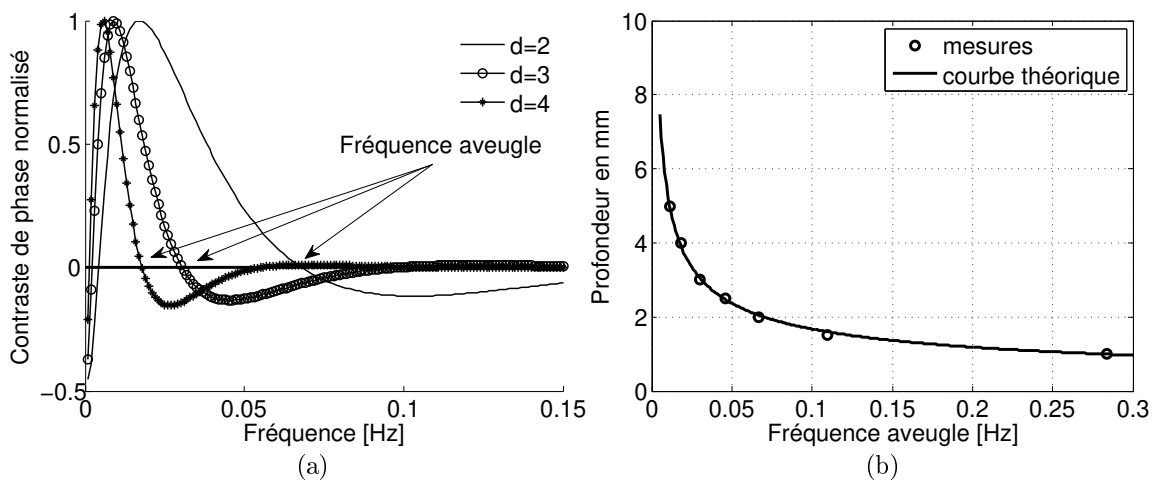 Contraste de phase normalisé
1
0.5
0
−0.5
0
0.05
0.1
0.15
Fréquence [Hz]
d=2
d=3
d=4
Fréquence aveugle
(a)
Profondeur en mm
10
8
6
4
2
0
0
0.05
0.1
0.15
0.2
0.25
0.3
Fréquence aveugle [Hz]
mesures
courbe théorique
(b)